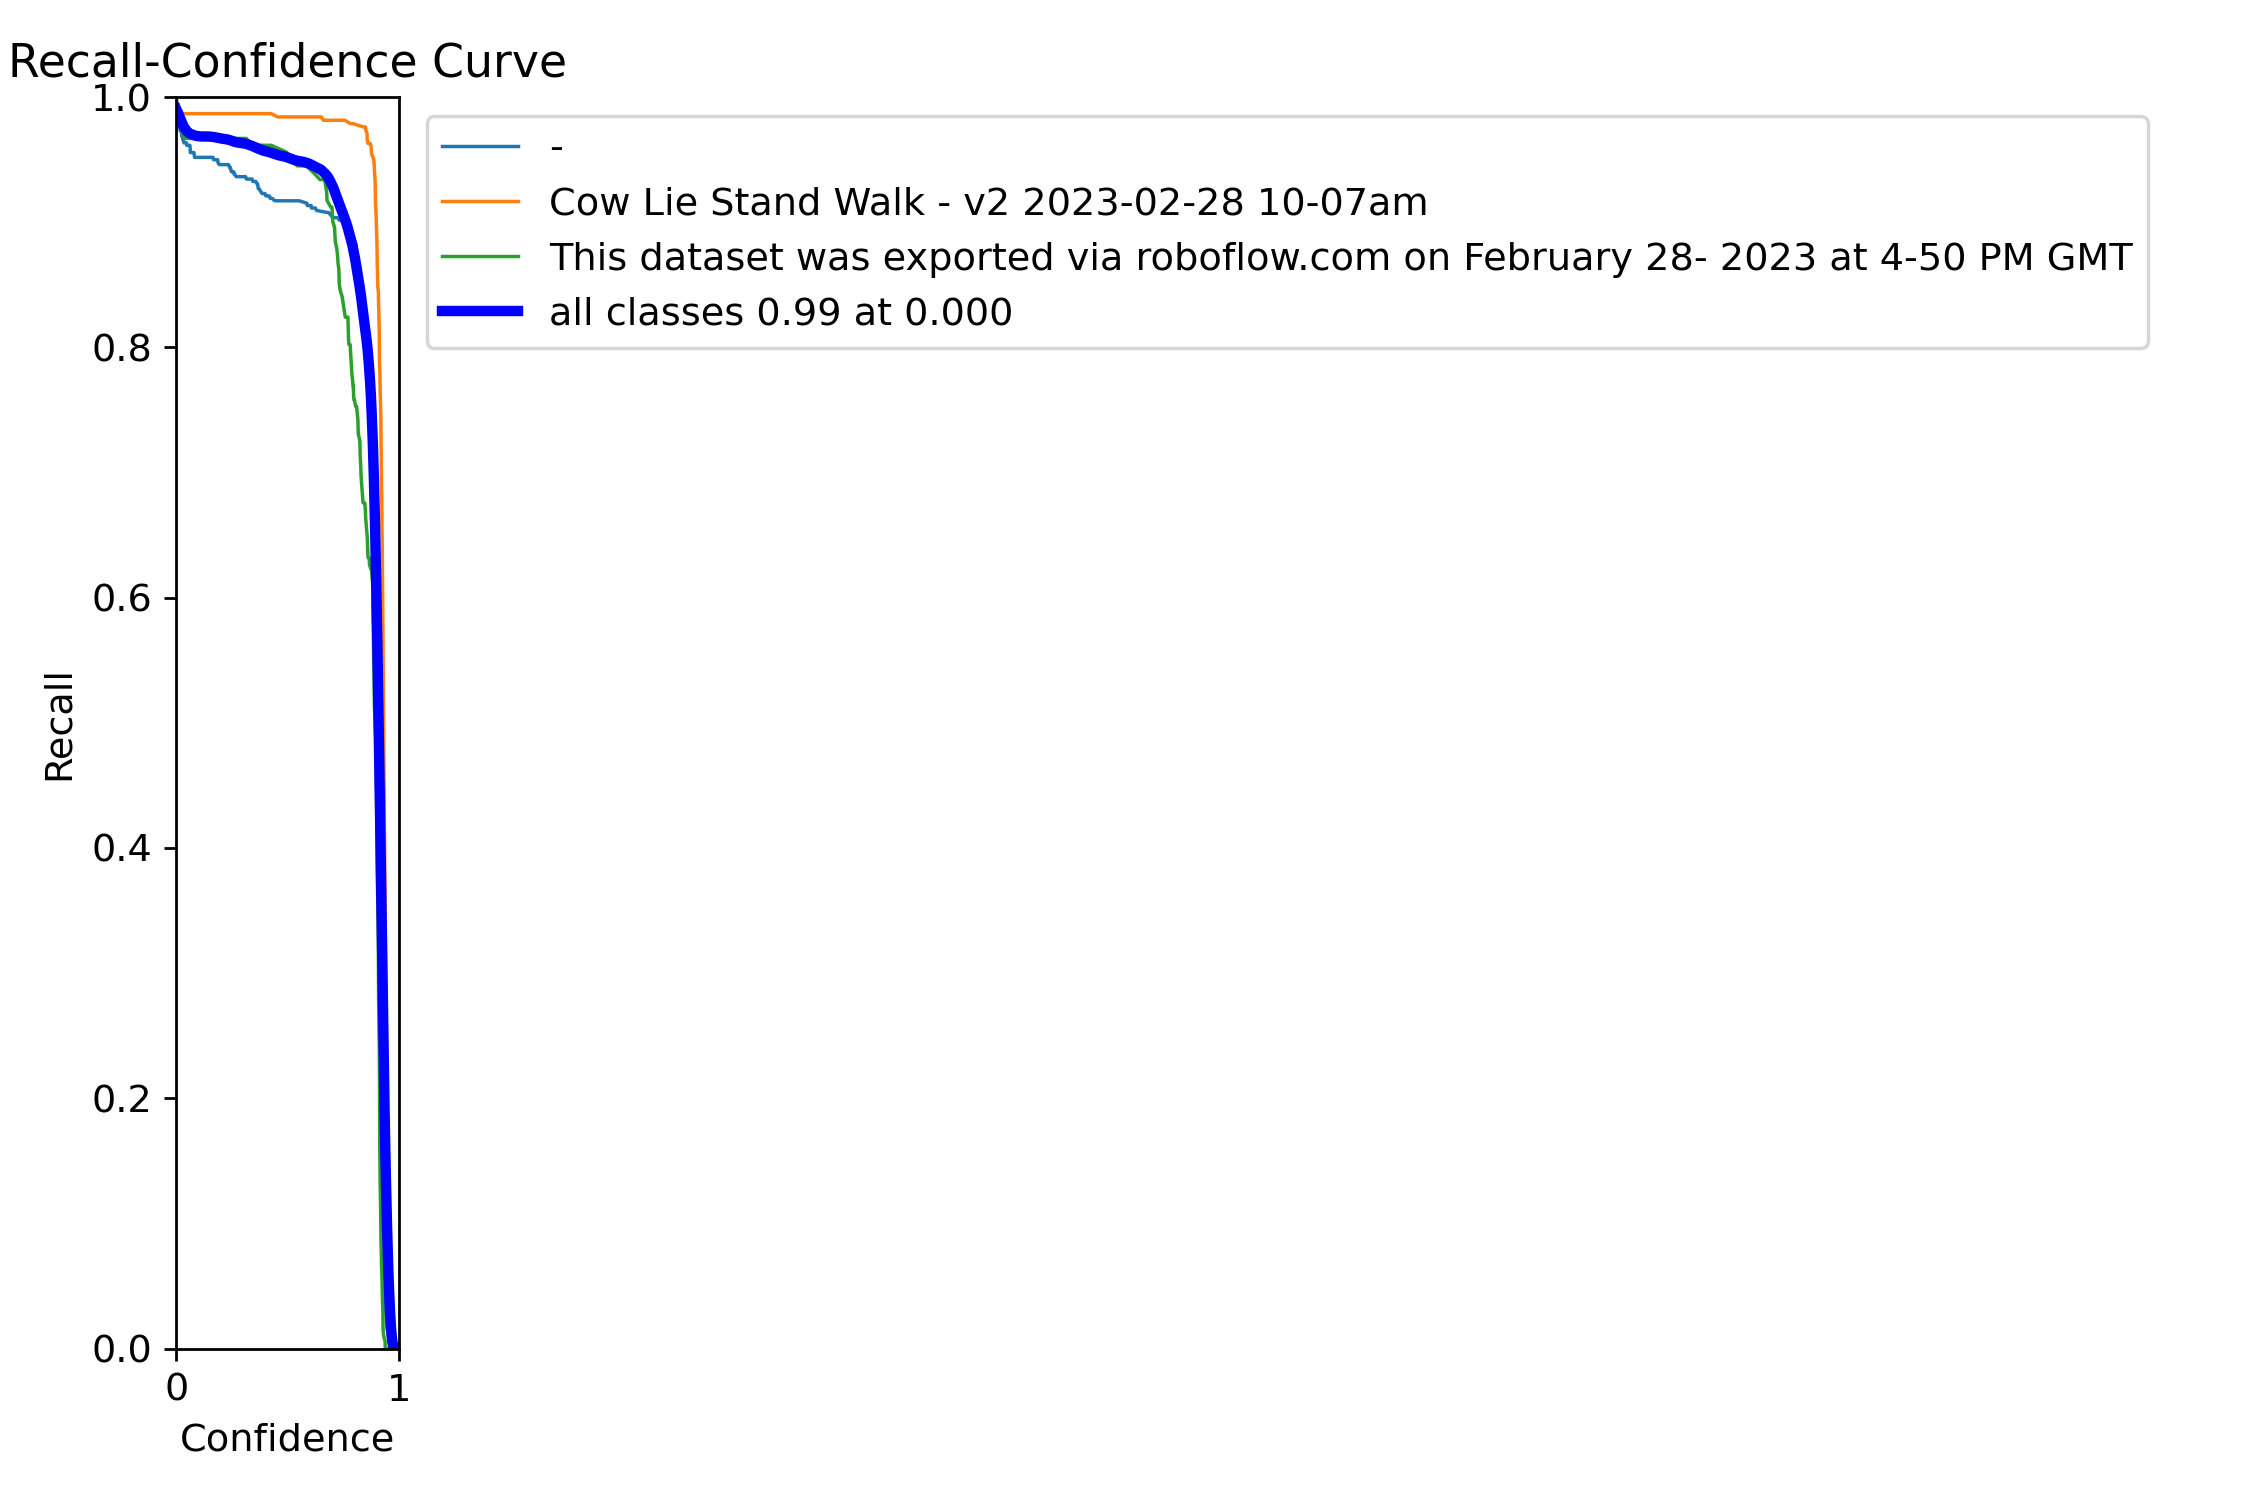 Recall-Confidence Curve
1.0
0.8
0.6
0.4
0.2
0.0
0 1
Recall
Confidence
-
Cow Lie Stand Walk - v2 2023-02-28 10-07am
This dataset was exported via roboflow.com on February 28- 2023 at 4-50 PM GMT
all classes 0.99 at 0.000